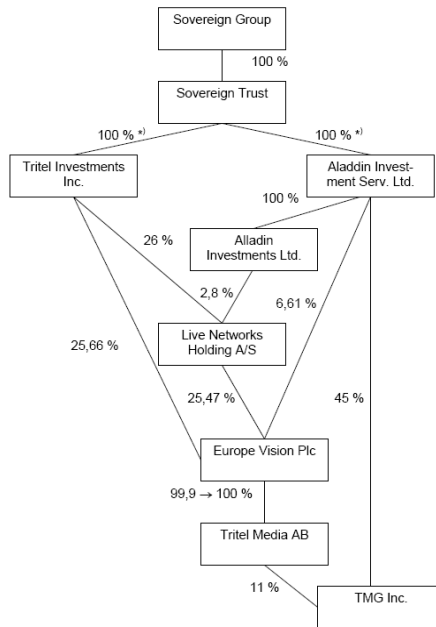 Sovereign Group
100 %
Sovereign Trust
100 % *)
100 % *)
Tritel Investments
Inc.
Aladdin Invest-
ment Serv. Ltd.
100 %
26 %
Alladin
Investments Ltd.
2,8 %
6,61 %
Live Networks
Holding A/S
25,66 %
25,47 %
45 %
Europe Vision Plc
99,9 → 100 %
Tritel Media AB
11 %
TMG Inc.